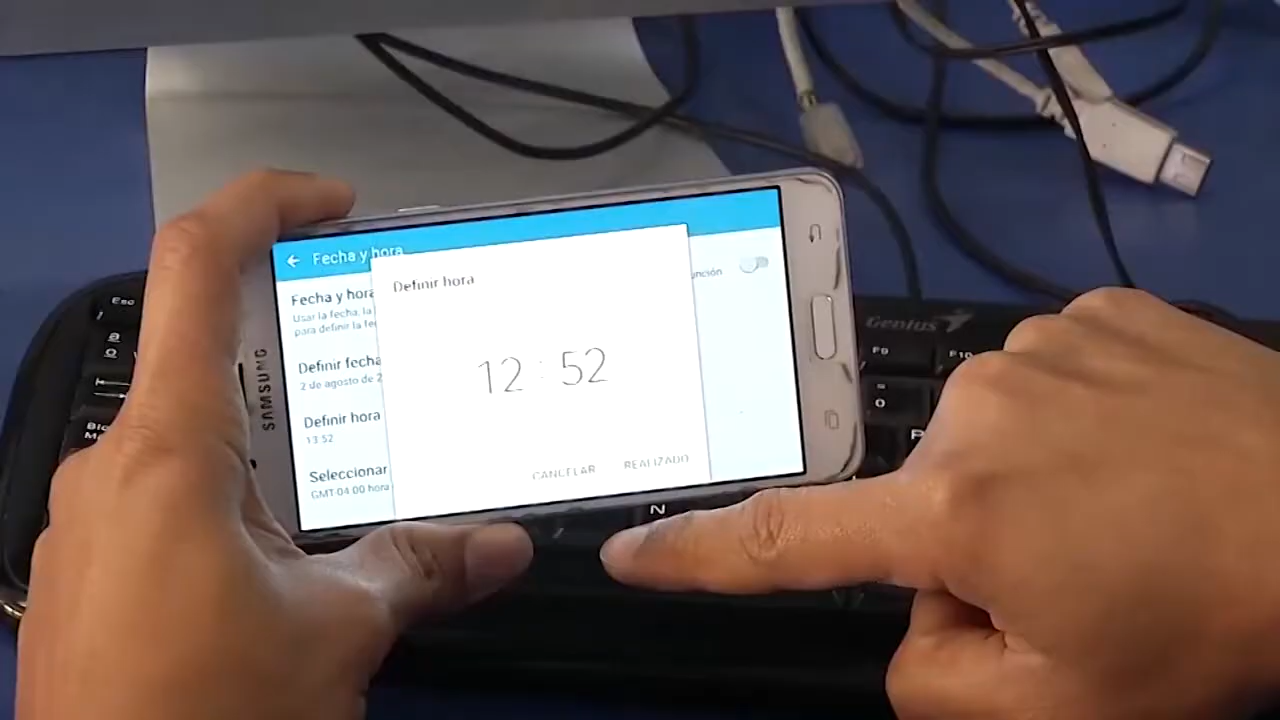 Fecha y hora
Fecha y hora
Usar la fecha, la
para definir la fe
unción
Definir fecha
2 de agosto de 2
Definir hora
13:52
Seleccionar
GMT-04:00 hora
Definir hora
12 : 52
CANCELAR
REALIZADO
SAMSUNG
Genius
Esc
F9
F10
=
0
P
N